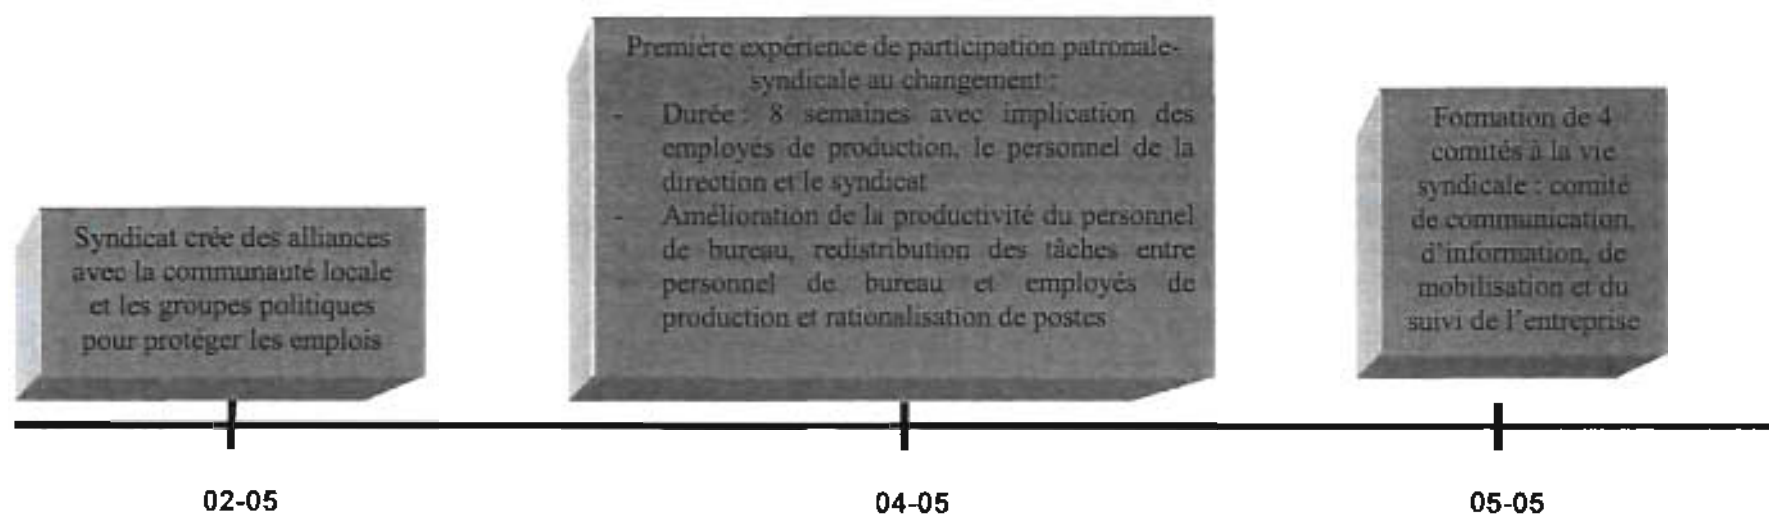 Syndicat crée des alliances
avec la communauté locale
et les groupes politiques
pour protéger les emplois
Première expérience de participation patronale-
syndicale au changement :
- Durée : 8 semaines avec implication des
employés de production, le personnel de la
direction et le syndicat
- Amélioration de la productivité du personnel
de bureau, redistribution des tâches entre
personnel de bureau et employés de
production et rationalisation de postes
Formation de 4
comités à la vie
syndicale : comité
de communication,
d'information, de
mobilisation et du
suivi de l'entreprise
02-05
04-05
05-05